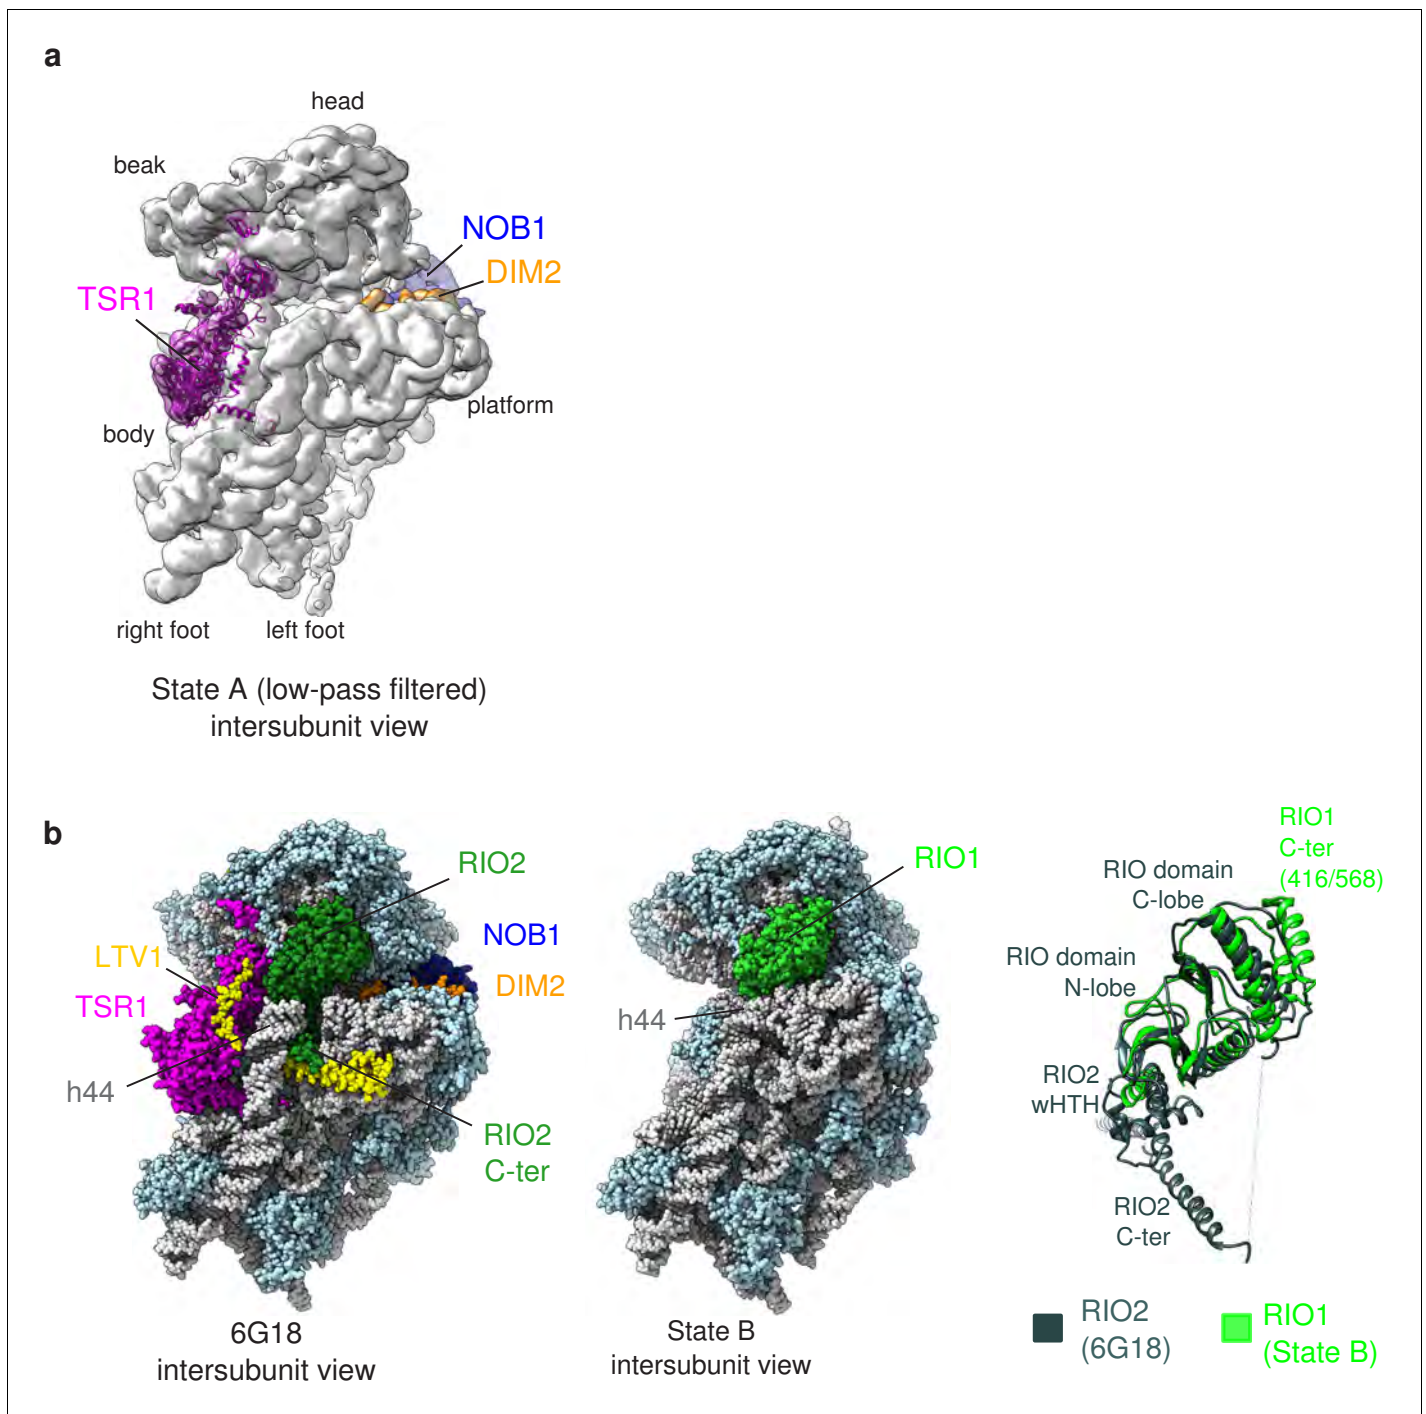 a
head
beak
NOB1
DIM2
TSR1
platform
body
right foot
left foot
State A (low-pass filtered)
intersubunit view
b
RIO2
NOB1
LTV1
DIM2
TSR1
h44
RIO2
C-ter
6G18
intersubunit view
RIO1
h44
State B
intersubunit view
RIO1
C-ter
(416/568)
RIO domain
C-lobe
RIO domain
N-lobe
RIO2
wHTH
RIO2
C-ter
RIO2
(6G18)
RIO1
(State B)